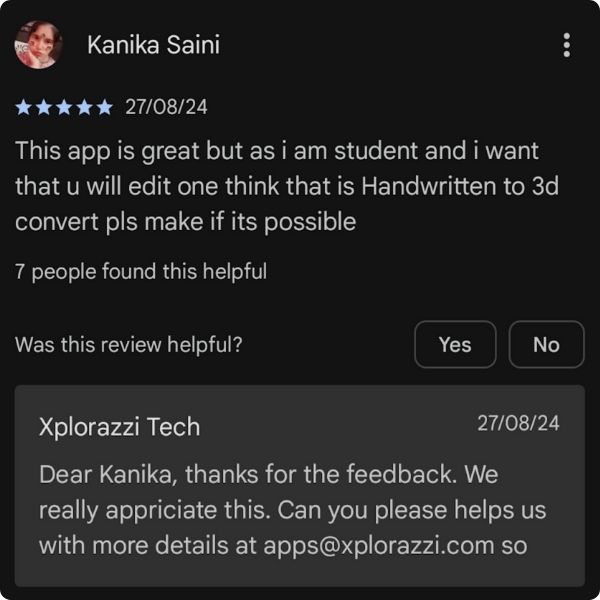 Kanika Saini
27/08/24
This app is great but as i am student and i want
that u will edit one think that is Handwritten to 3d
convert pls make if its possible
7 people found this helpful
Was this review helpful?
Yes
No
Xplorazzi Tech
27/08/24
Dear Kanika, thanks for the feedback. We
really appriciate this. Can you please helps us
with more details at apps@xplorazzi.com so